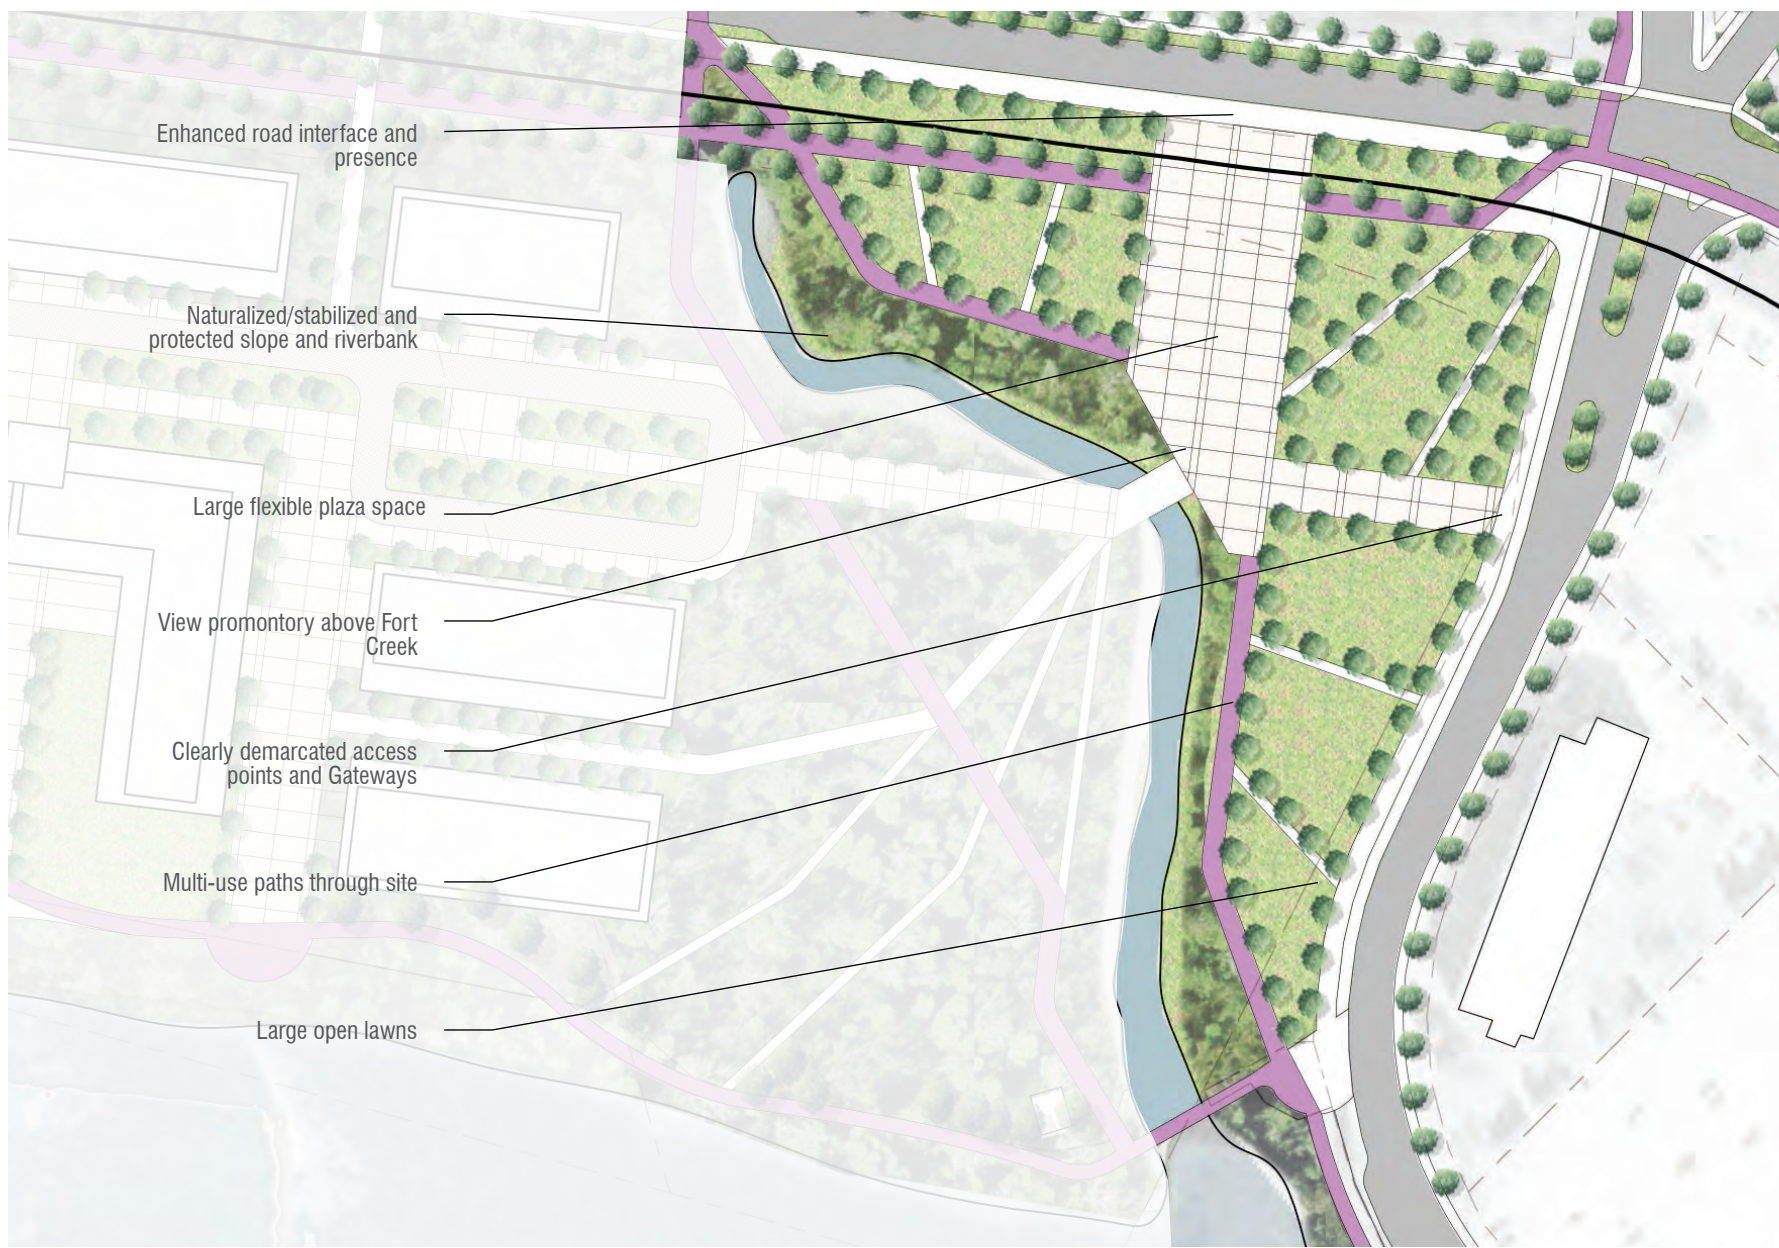 Enhanced road interface and
presence
Naturalized/stabilized and
protected slope and riverbank
Large flexible plaza space
View promontory above Fort
Creek
Clearly demarcated access
points and Gateways
Multi-use paths through site
Large open lawns